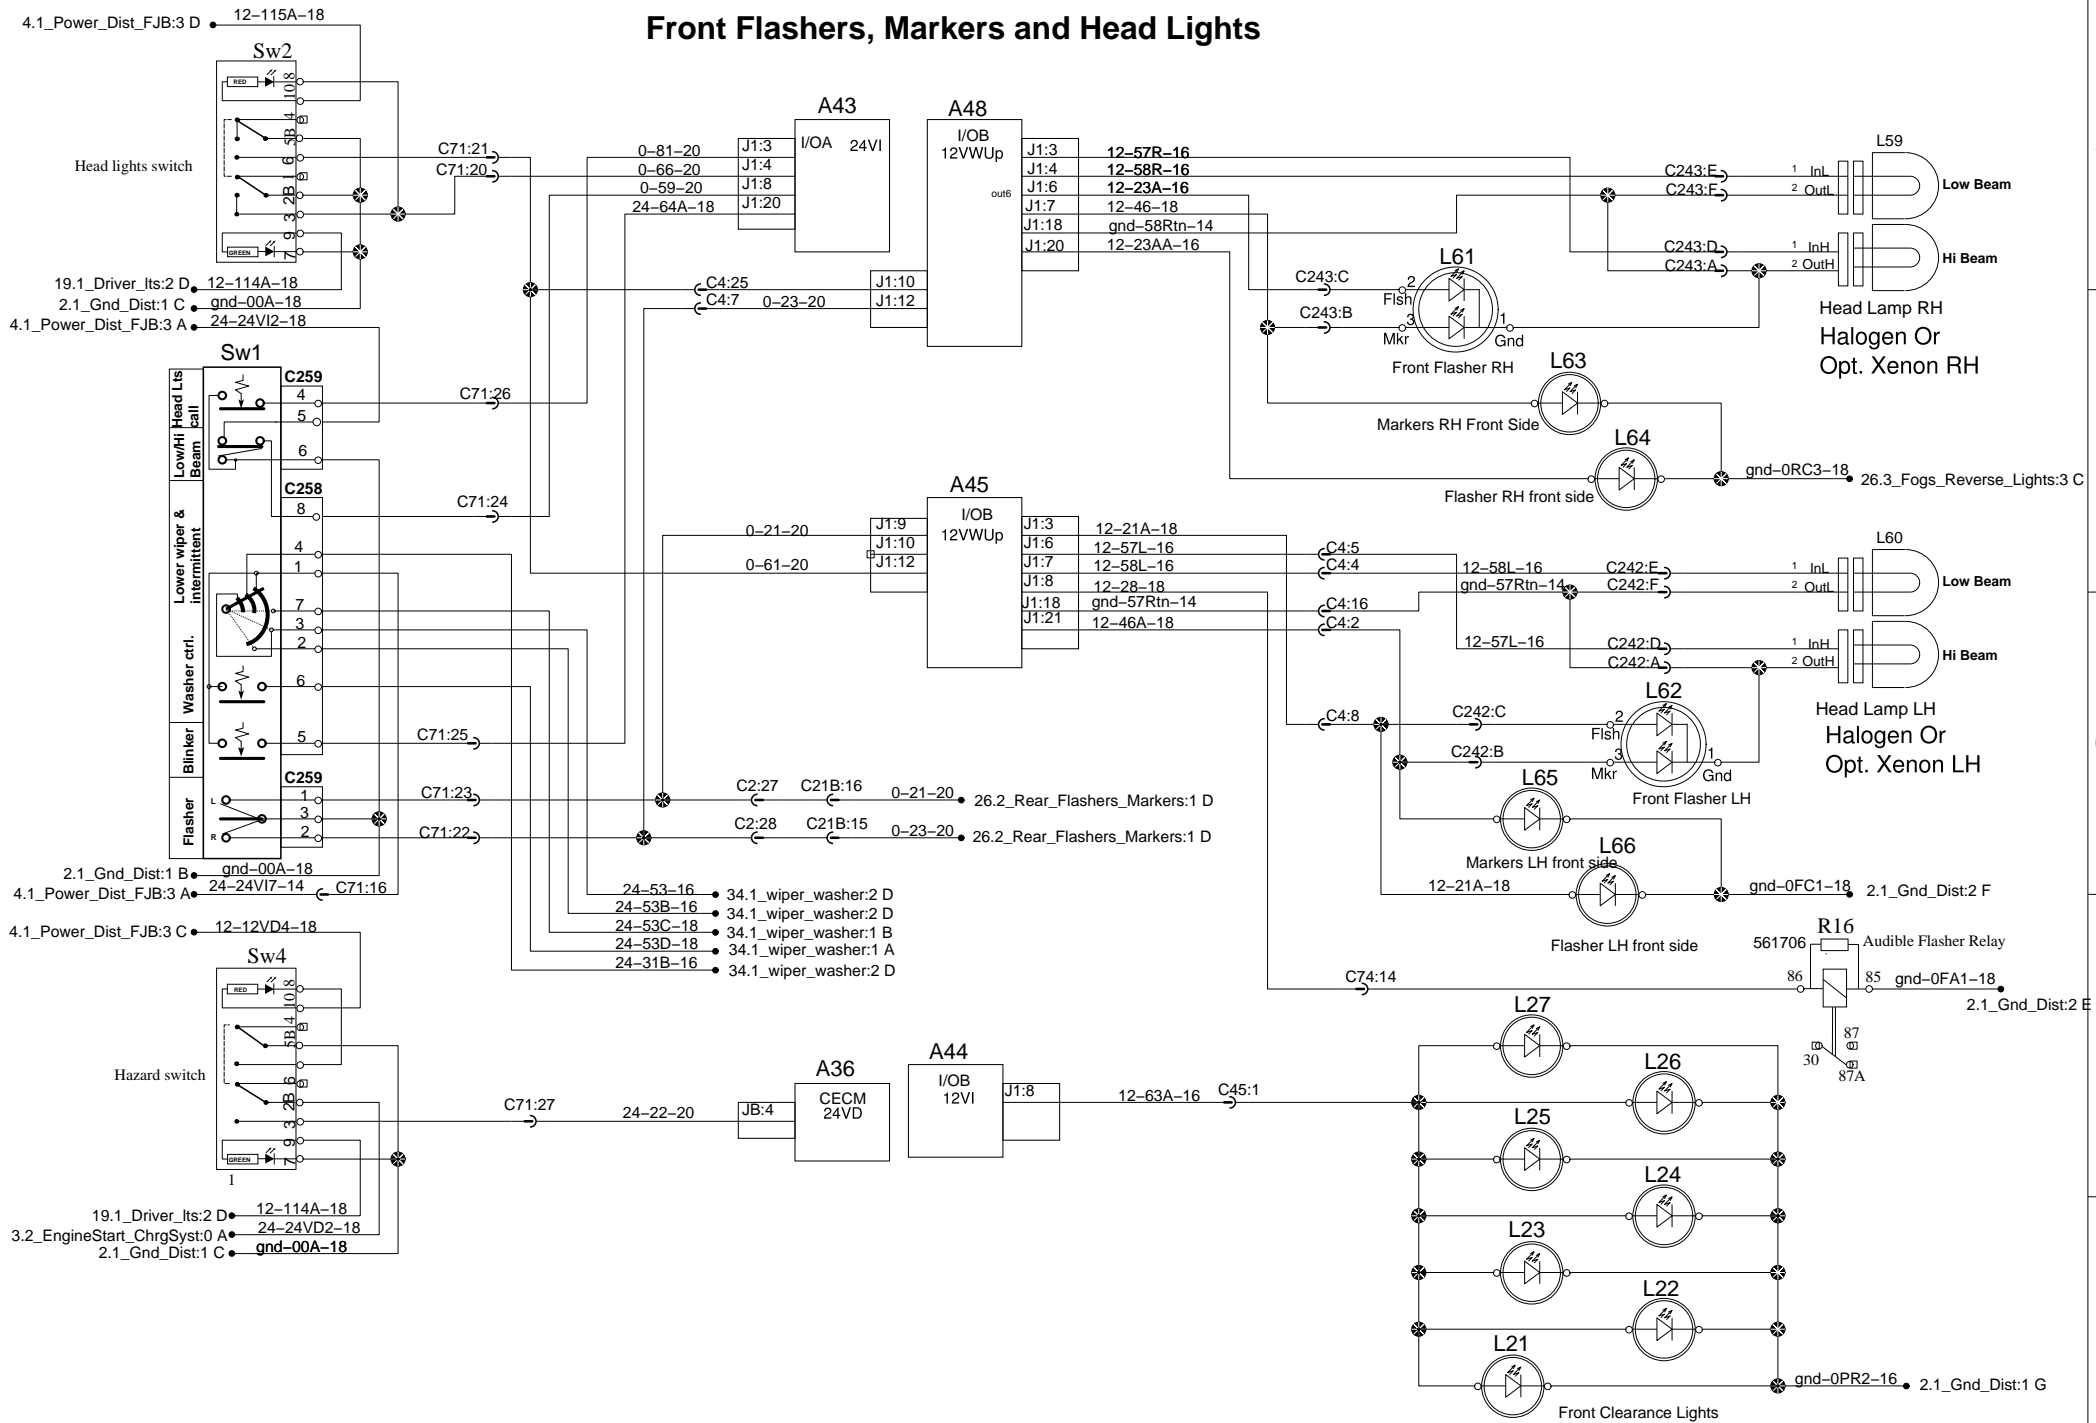 Front Flashers, Markers and Head Lights
4.1_Power_Dist_FJB:3 D
12-115A-18
Sw2
RED
8
10
4
5B
6
1
2B
3
9
7
GREEN
Head lights switch
19.1_Driver_lts:2 D
12-114A-18
2.1_Gnd_Dist:1 C
gnd-00A-18
4.1_Power_Dist_FJB:3 A
24-24VI2-18
C71:21
C71:20
0-81-20
0-66-20
0-59-20
24-64A-18
A43
I/OA
24VI
J1:3
J1:4
J1:8
J1:20
A48
I/OB
12VWUp
out6
J1:3
J1:4
J1:6
J1:7
J1:18
J1:20
J1:10
J1:12
C4:25
C4:7
0-23-20
12-57R-16
12-58R-16
12-23A-16
12-46-18
gnd-58Rtn-14
12-23AA-16
C243:E
C243:F
C243:D
C243:A
C243:C
C243:B
L59
1 InL
2 OutL
Low Beam
1 InH
2 OutH
Hi Beam
Head Lamp RH
Halogen Or
Opt. Xenon RH
L61
2
Flsh
3
Mkr
1
Gnd
Front Flasher RH
L63
Markers RH Front Side
L64
Flasher RH front side
gnd-0RC3-18
26.3_Fogs_Reverse_Lights:3 C
Sw1
Head Lts
call
Low/Hi
Beam
Lower wiper &
intermittent
Washer ctrl.
Blinker
Flasher
C259
4
5
6
C258
8
4
1
7
3
2
6
5
C259
L
1
3
R
2
C71:26
C71:24
C71:25
C71:23
C71:22
2.1_Gnd_Dist:1 B
gnd-00A-18
4.1_Power_Dist_FJB:3 A
24-24VI7-14
C71:16
A45
I/OB
12VWUp
J1:9
J1:10
J1:12
0-21-20
0-61-20
J1:3
J1:6
J1:7
J1:8
J1:18
J1:21
12-21A-18
12-57L-16
12-58L-16
12-28-18
gnd-57Rtn-14
12-46A-18
C4:5
C4:4
C4:16
C4:2
C4:8
12-58L-16
gnd-57Rtn-14
12-57L-16
C242:E
C242:F
C242:D
C242:A
C242:C
C242:B
L60
1 InL
2 OutL
Low Beam
1 InH
2 OutH
Hi Beam
Head Lamp LH
Halogen Or
Opt. Xenon LH
L62
2
Flsh
3
Mkr
1
Gnd
Front Flasher LH
L65
Markers LH front side
L66
12-21A-18
Flasher LH front side
gnd-0FC1-18
2.1_Gnd_Dist:2 F
C2:27
C21B:16
0-21-20
26.2_Rear_Flashers_Markers:1 D
C2:28
C21B:15
0-23-20
26.2_Rear_Flashers_Markers:1 D
24-53-16
34.1_wiper_washer:2 D
24-53B-16
34.1_wiper_washer:2 D
24-53C-18
34.1_wiper_washer:1 B
24-53D-18
34.1_wiper_washer:1 A
24-31B-16
34.1_wiper_washer:2 D
R16
561706
Audible Flasher Relay
C74:14
86
85
gnd-0FA1-18
2.1_Gnd_Dist:2 E
87
30
87A
4.1_Power_Dist_FJB:3 C
12-12VD4-18
Sw4
RED
8
10
4
5B
6
2B
3
9
7
GREEN
1
Hazard switch
19.1_Driver_lts:2 D
12-114A-18
3.2_EngineStart_ChrgSyst:0 A
24-24VD2-18
2.1_Gnd_Dist:1 C
gnd-00A-18
C71:27
24-22-20
A36
CECM
24VD
JB:4
A44
I/OB
12VI
J1:8
12-63A-16
C45:1
L27
L26
L25
L24
L23
L22
L21
gnd-0PR2-16
2.1_Gnd_Dist:1 G
Front Clearance Lights